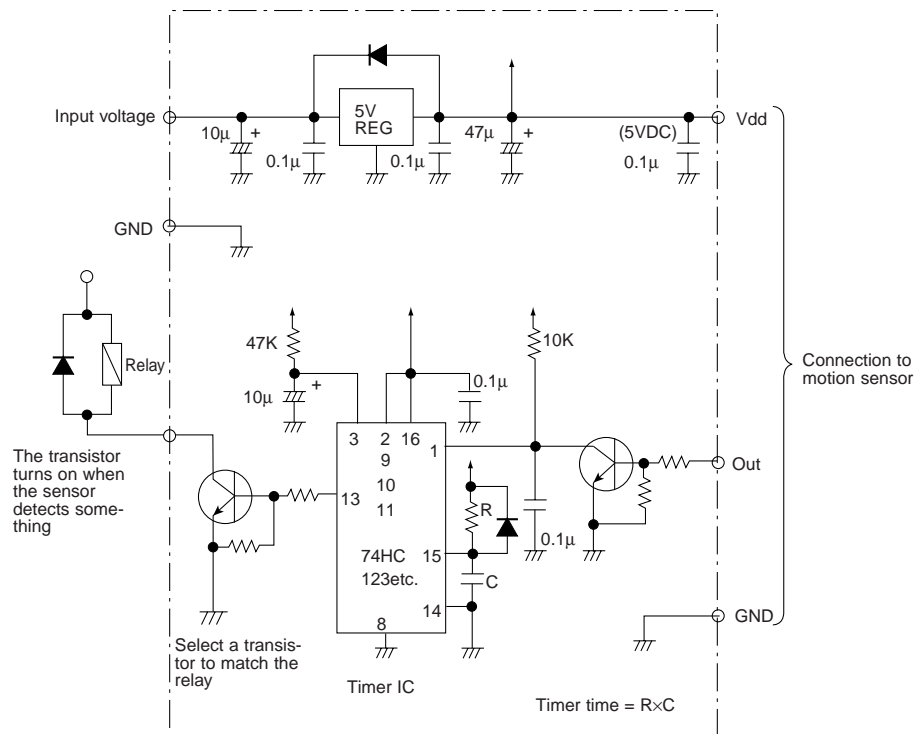 Input voltage
10µ
+
0.1µ
5V
REG
0.1µ
47µ
+
(5VDC)
0.1µ
Vdd
GND
Relay
47K
10µ
+
0.1µ
10K
Connection to
motion sensor
The transistor
turns on when
the sensor
detects some-
thing
3
2
16
9
10
11
13
1
15
14
8
74HC
123etc.
R
C
0.1µ
Out
GND
Select a transis-
tor to match the
relay
Timer IC
Timer time = R×C